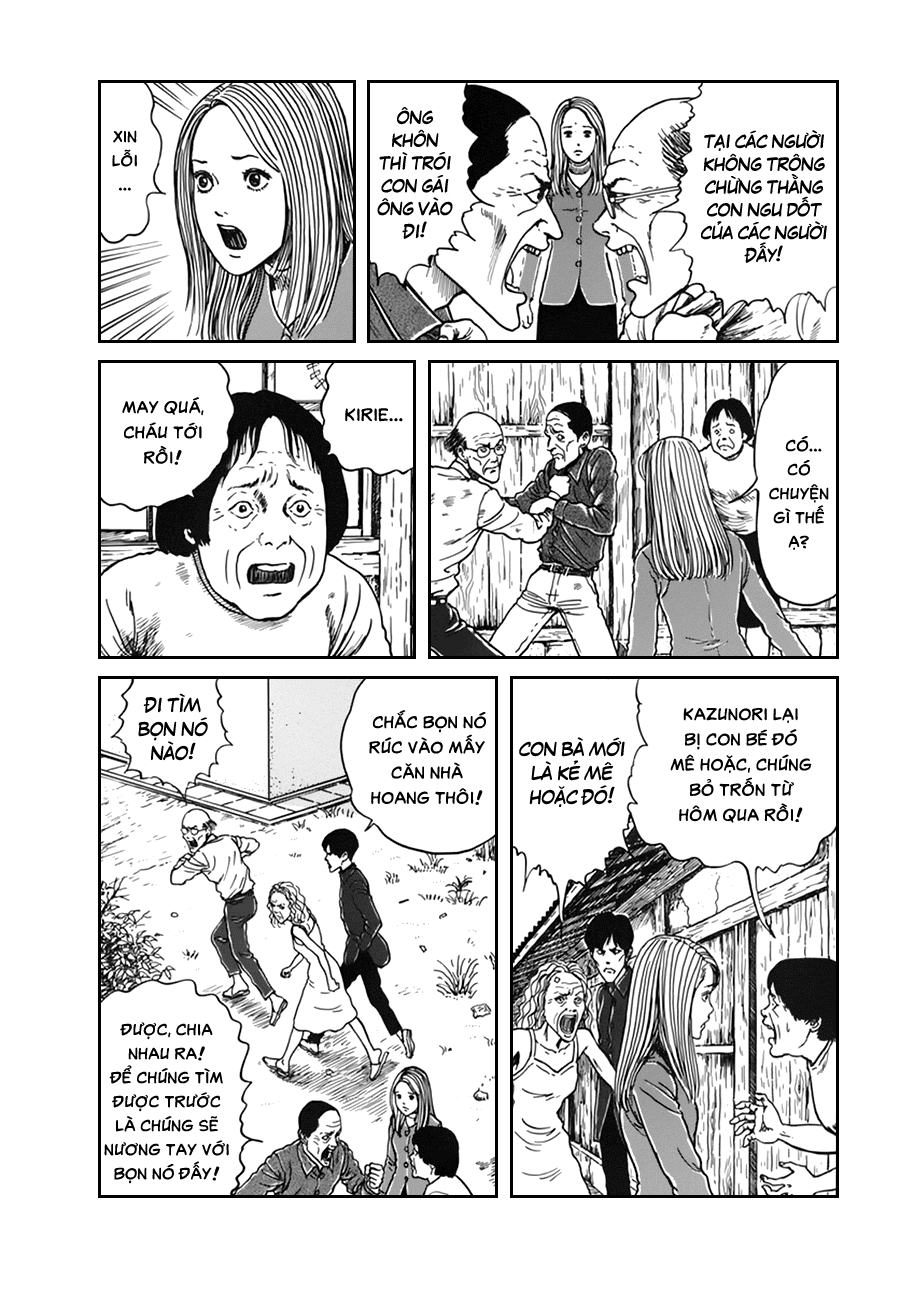 TẠI CÁC NGƯỜI
KHÔNG TRÔNG
CHỪNG THẰNG
CON NGU DỐT
CỦA CÁC NGƯỜI
ĐẤY!
ÔNG
KHÔN
THÌ TRÓI
CON GÁI
ÔNG VÀO
ĐI!
XIN
LỖI
...
CÓ...
CÓ
CHUYỆN
GÌ THẾ
Ạ?
KIRIE...
MAY QUÁ,
CHÁU TỚI
RỒI!
KAZUNORI LẠI
BỊ CON BÉ ĐÓ
MÊ HOẶC, CHÚNG
BỎ TRỐN TỪ
HÔM QUA RỒI!
CON BÀ MỚI
LÀ KẺ MÊ
HOẶC ĐÓ!
CHẮC BỌN NÓ
RÚC VÀO MẤY
CĂN NHÀ
HOANG THÔI!
ĐI TÌM
BỌN NÓ
NÀO!
ĐƯỢC, CHIA
NHAU RA!
ĐỂ CHÚNG TÌM
ĐƯỢC TRƯỚC
LÀ CHÚNG SẼ
NƯƠNG TAY VỚI
BỌN NÓ ĐẤY!